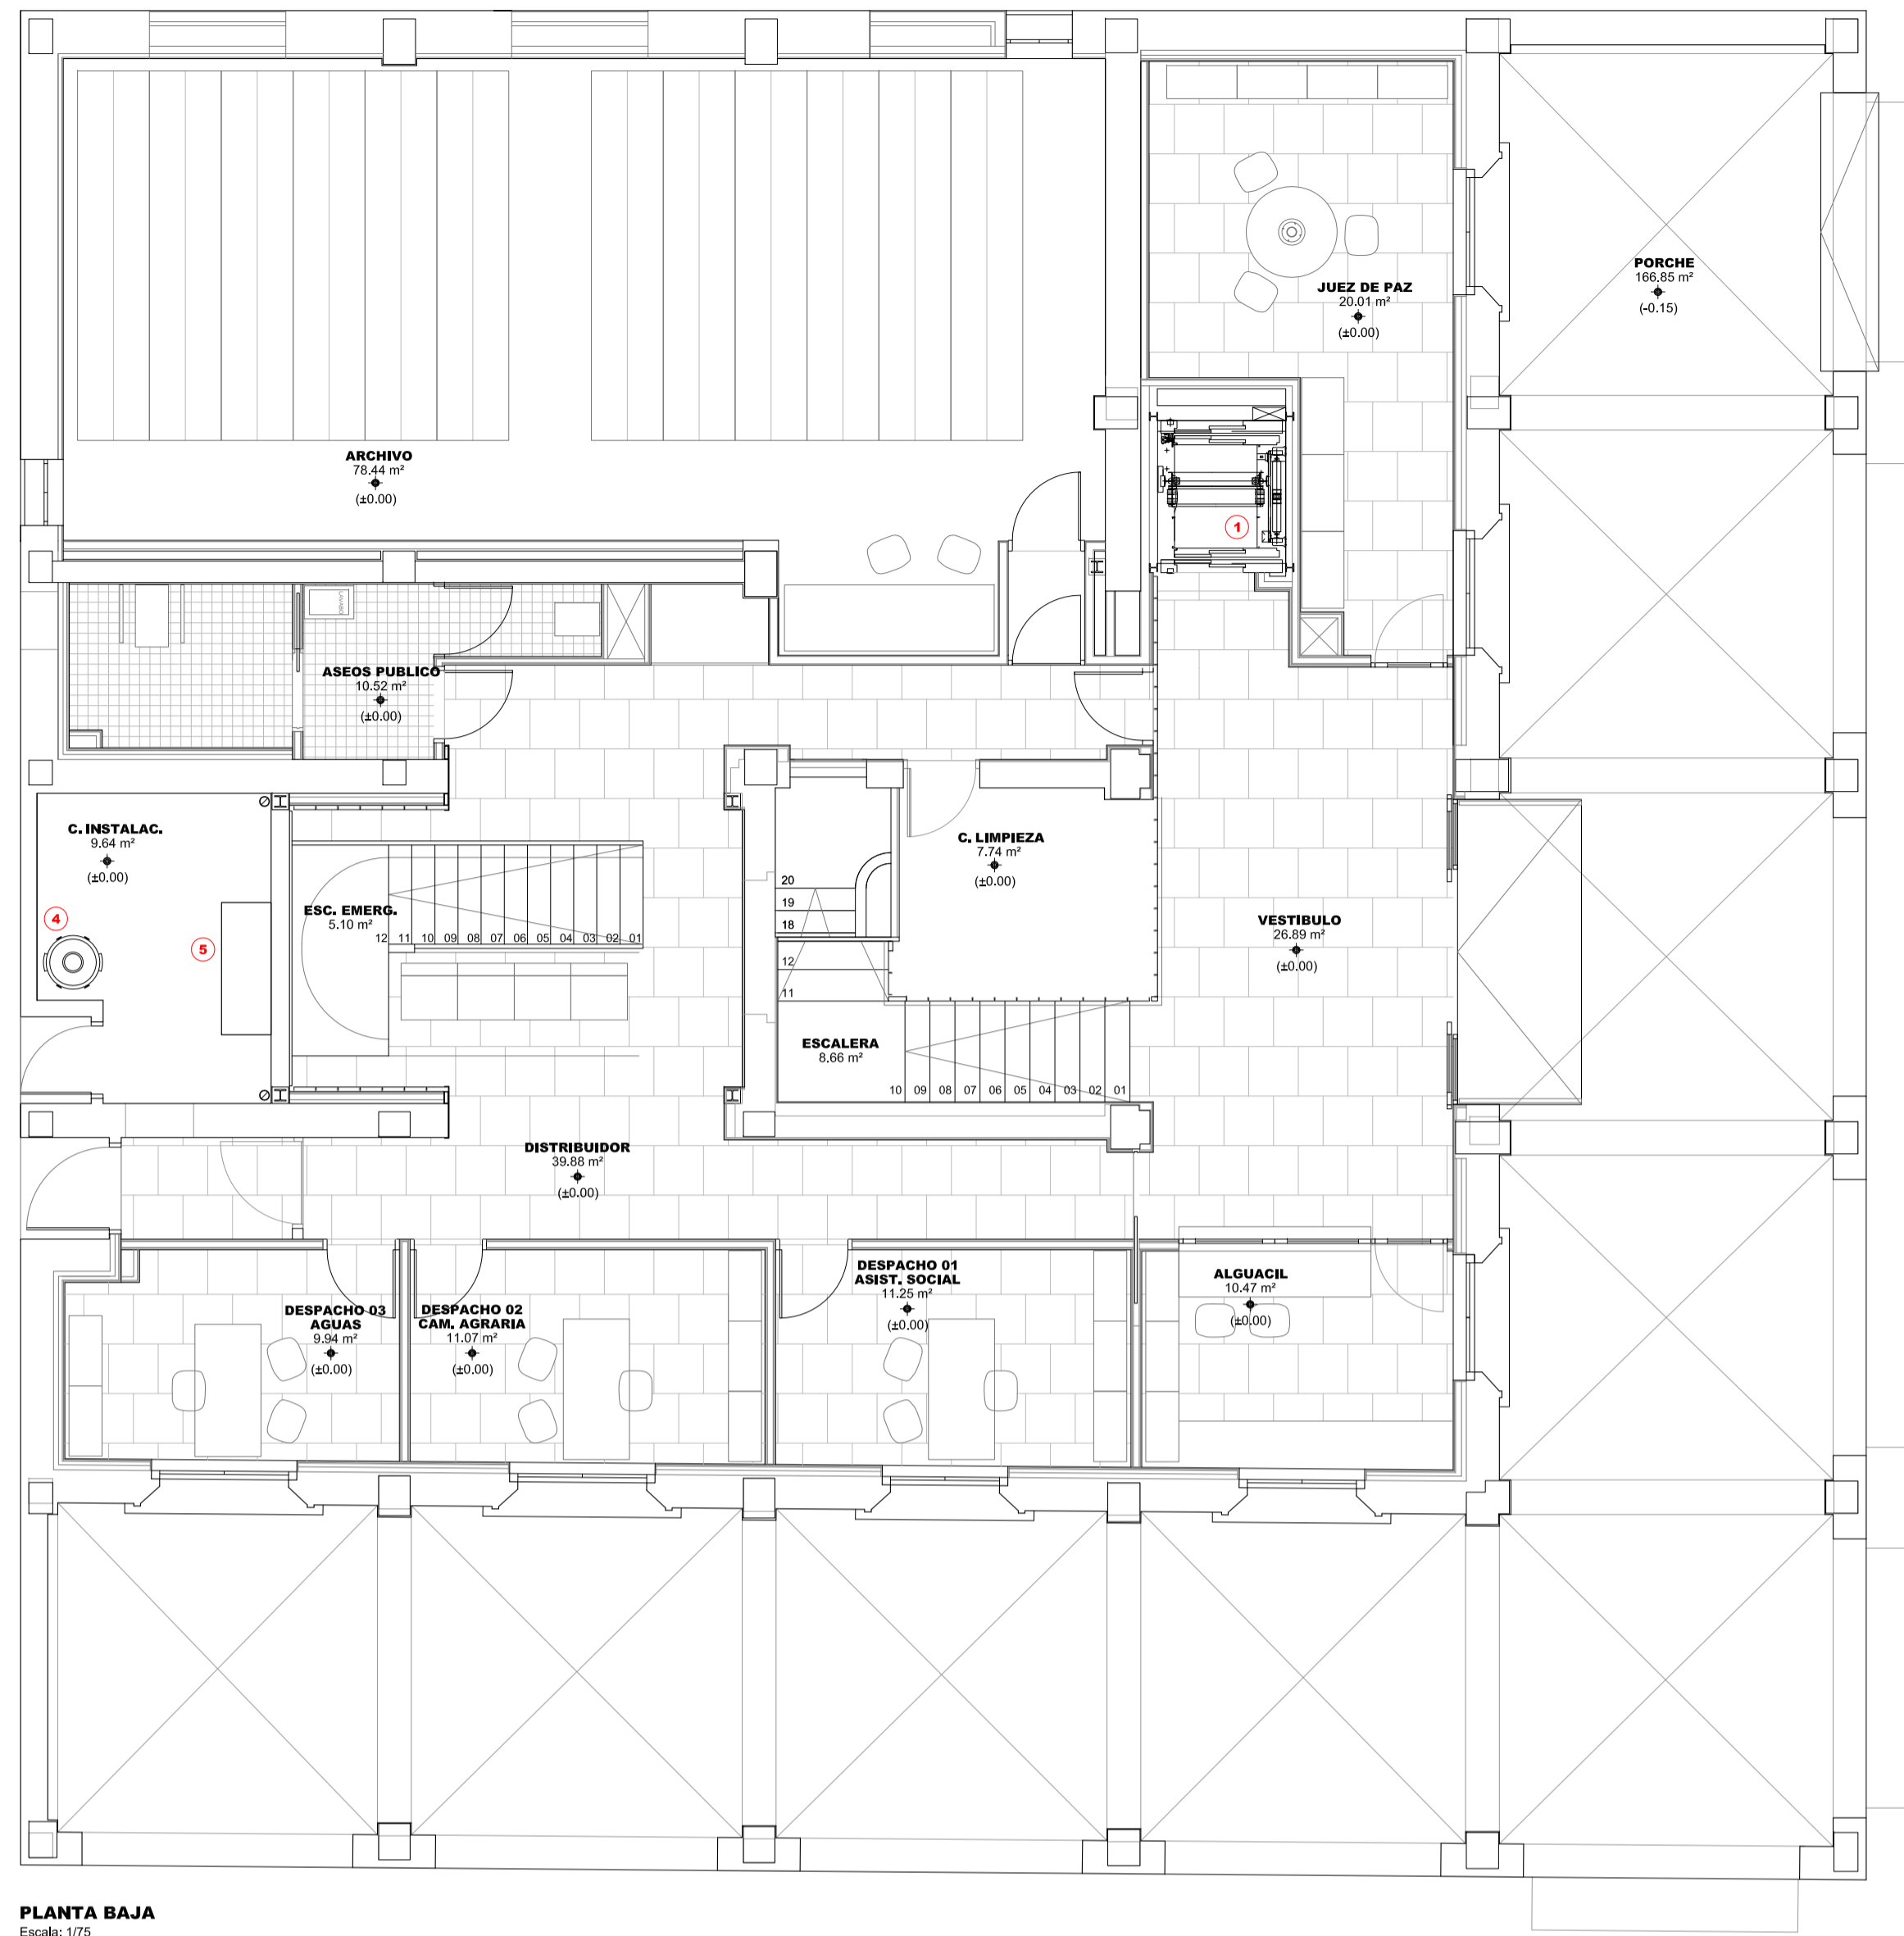 PORCHE
166.85 m²
(-0.15)
JUEZ DE PAZ
20.01 m²
(±0.00)
ARCHIVO
78.44 m²
(±0.00)
1
LAVABO
ASEOS PUBLICO
10.52 m²
(±0.00)
C. INSTALAC.
9.64 m²
(±0.00)
4
5
ESC. EMERG.
5.10 m²
12 11 10 09 08 07 06 05 04 03 02 01
C. LIMPIEZA
7.74 m²
(±0.00)
20
19
18
12
11
VESTIBULO
26.89 m²
(±0.00)
ESCALERA
8.66 m²
10 09 08 07 06 05 04 03 02 01
DISTRIBUIDOR
39.88 m²
(±0.00)
DESPACHO 03
AGUAS
9.94 m²
(±0.00)
DESPACHO 02
CAM. AGRARIA
11.07 m²
(±0.00)
DESPACHO 01
ASIST. SOCIAL
11.25 m²
(±0.00)
ALGUACIL
10.47 m²
(±0.00)
PLANTA BAJA
Escala: 1/75